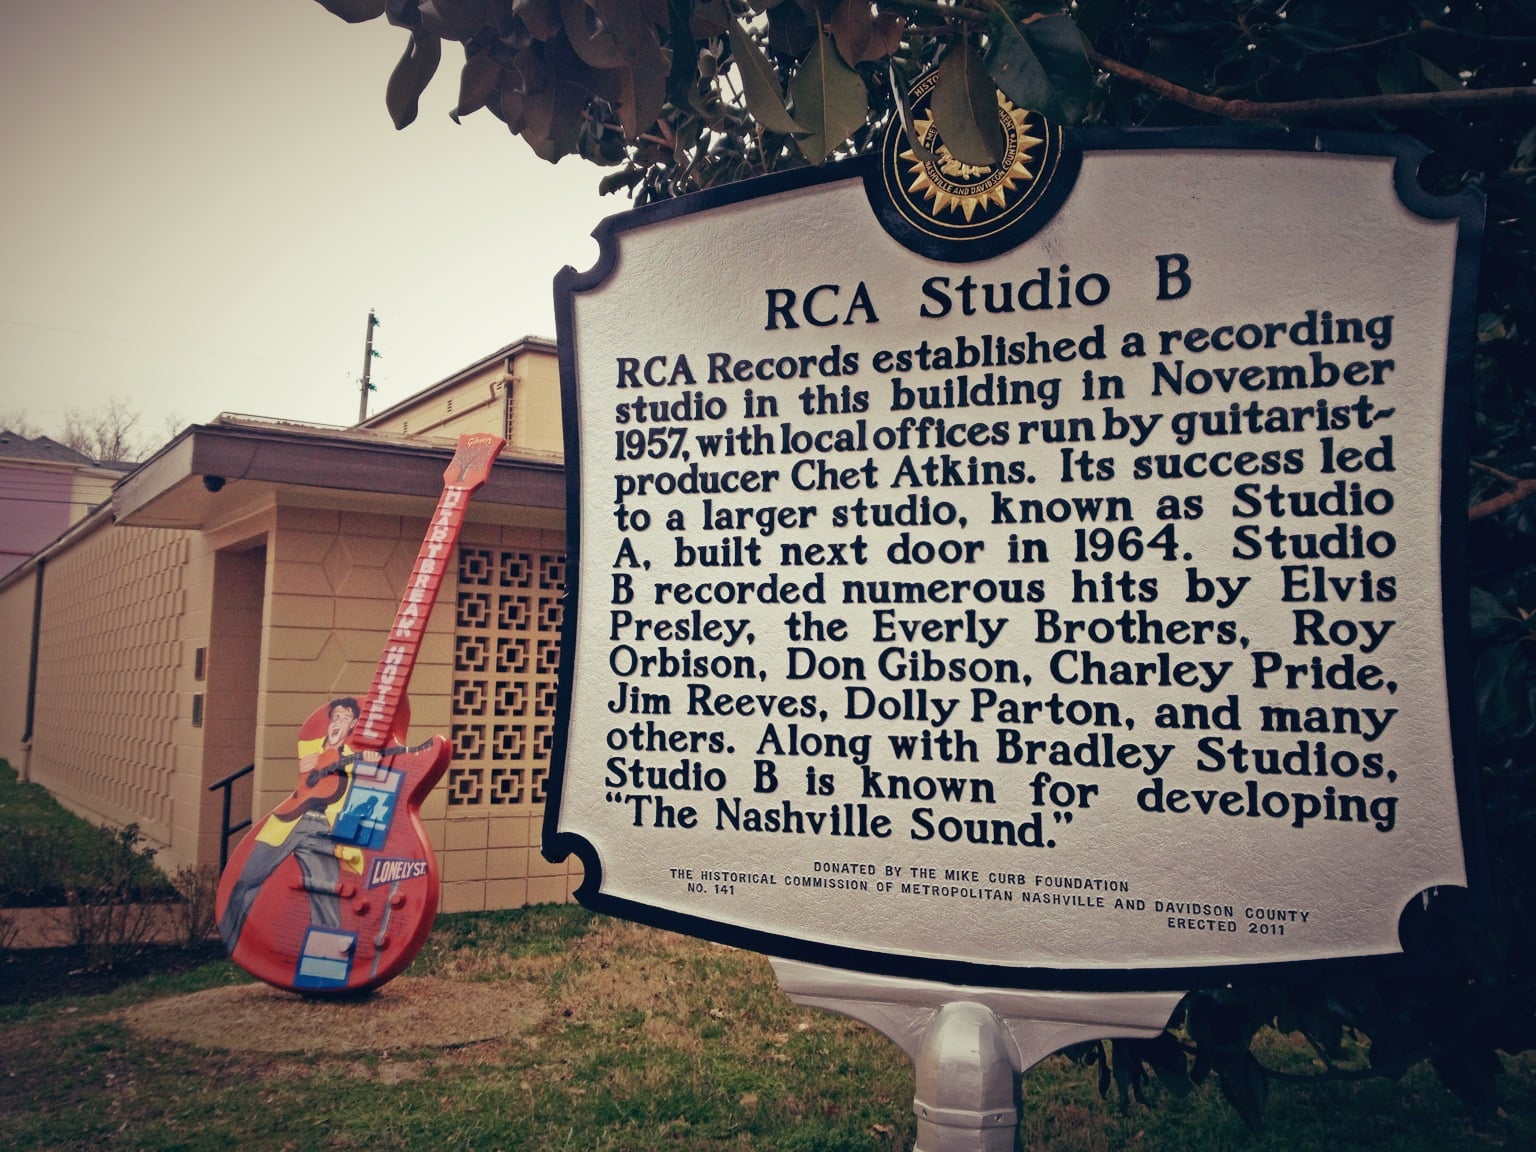 NASHVILLE AND DAVIDSON COUNTY
RCA Studio B
RCA Records established a recording
studio in this building in November
1957, with local offices run by guitarist~
producer Chet Atkins. Its success led
to a larger studio, known as Studio
A, built next door in 1964. Studio
B recorded numerous hits by Elvis
Presley, the Everly Brothers, Roy
Orbison, Don Gibson, Charley Pride,
Jim Reeves, Dolly Parton, and many
others. Along with Bradley Studios,
Studio B is known for developing
“The Nashville Sound.”
DONATED BY THE MIKE CURB FOUNDATION
THE HISTORICAL COMMISSION OF METROPOLITAN NASHVILLE AND DAVIDSON COUNTY
NO. 141
ERECTED 2011
Gibson
HEARTBREAK HOTEL
LONELY ST.